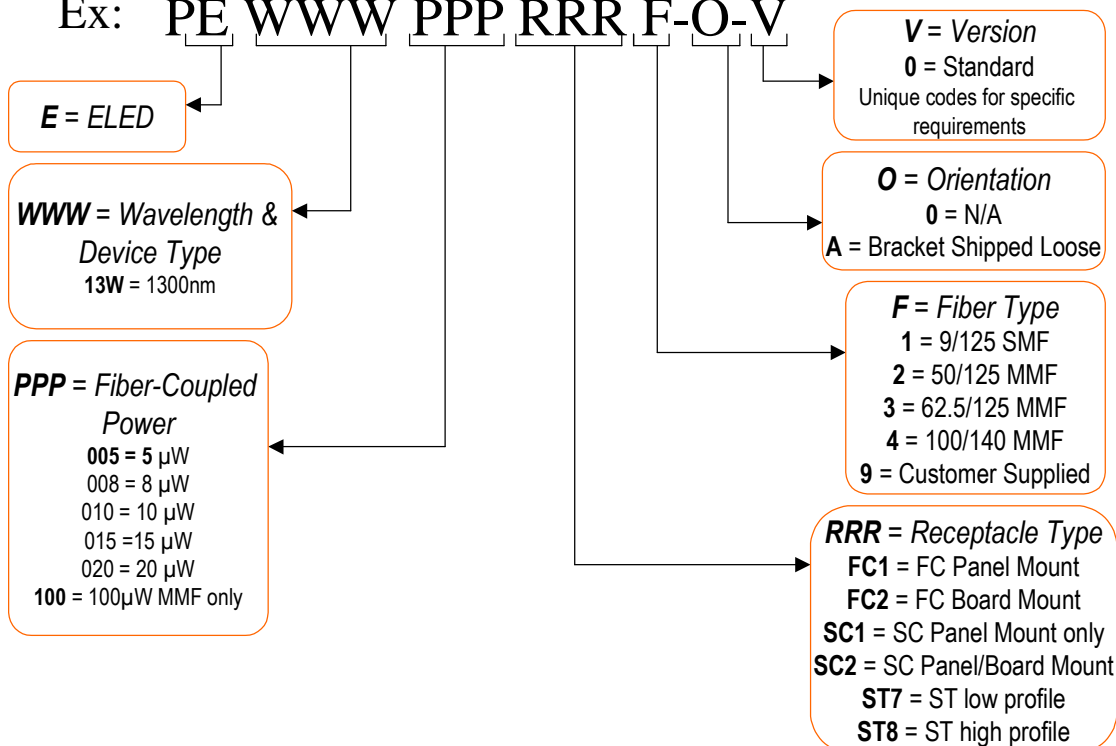 Ex: PE WWW PPP RRR F-O-V
E = ELED
WWW = Wavelength &
Device Type
13W = 1300nm
PPP = Fiber-Coupled
Power
005 = 5 µW
008 = 8 µW
010 = 10 µW
015 =15 µW
020 = 20 µW
100 = 100µW MMF only
V = Version
0 = Standard
Unique codes for specific
requirements
O = Orientation
0 = N/A
A = Bracket Shipped Loose
F = Fiber Type
1 = 9/125 SMF
2 = 50/125 MMF
3 = 62.5/125 MMF
4 = 100/140 MMF
9 = Customer Supplied
RRR = Receptacle Type
FC1 = FC Panel Mount
FC2 = FC Board Mount
SC1 = SC Panel Mount only
SC2 = SC Panel/Board Mount
ST7 = ST low profile
ST8 = ST high profile